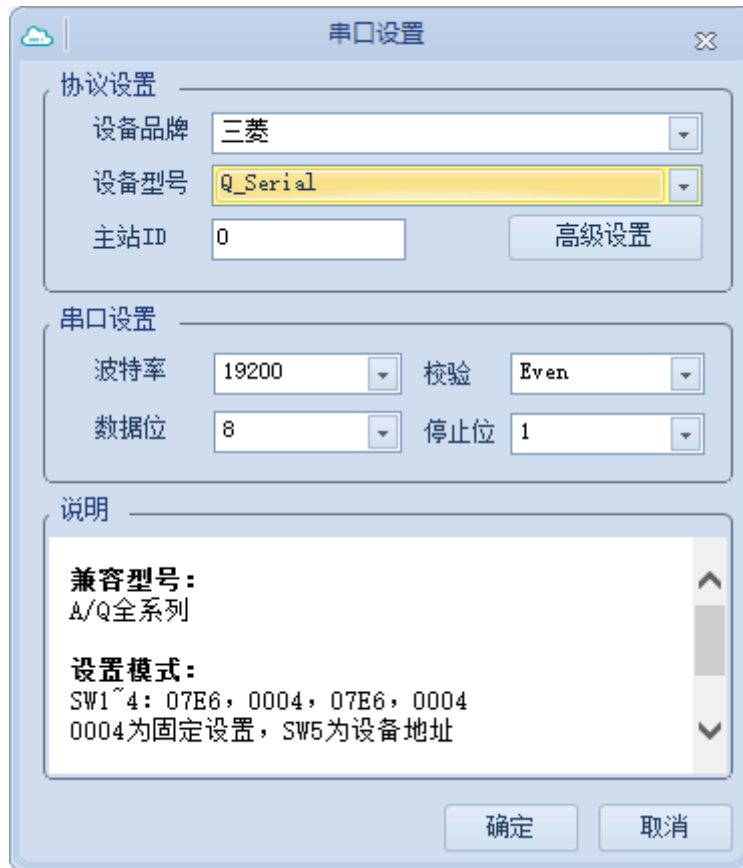 串口设置
协议设置
设备品牌 三菱
设备型号 Q_Serial
主站ID 0 高级设置
串口设置
波特率 19200 校验 Even
数据位 8 停止位 1
说明
兼容型号:
A/Q全系列
设置模式:
SW1~4: 07E6, 0004, 07E6, 0004
0004为固定设置, SW5为设备地址
确定 取消